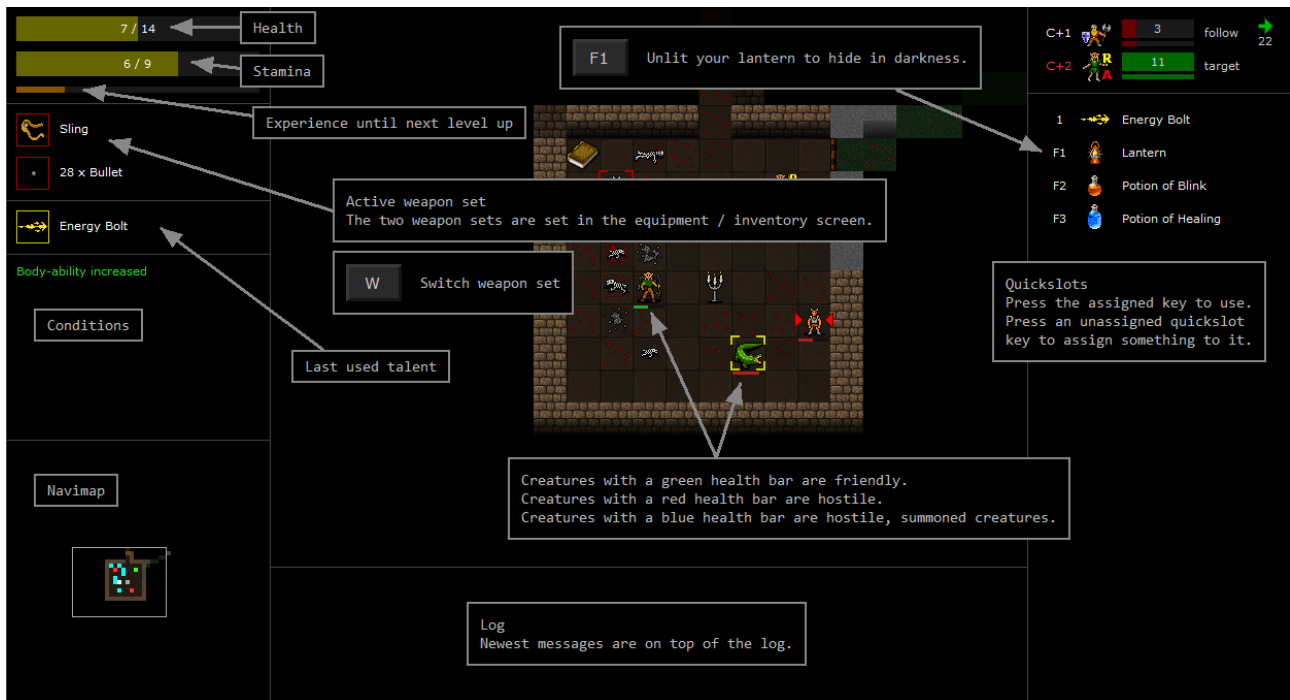 7 / 14
Health
6 / 9
Stamina
Experience until next level up
Sling
28 x Bullet
Energy Bolt
Body-ability increased
Conditions
Last used talent
Navimap
F1 Unlit your lantern to hide in darkness.
Active weapon set
The two weapon sets are set in the equipment / inventory screen.
W Switch weapon set
R
Creatures with a green health bar are friendly.
Creatures with a red health bar are hostile.
Creatures with a blue health bar are hostile, summoned creatures.
Log
Newest messages are on top of the log.
C+1 3 follow 22
C+2 R A 11 target
1 Energy Bolt
F1 Lantern
F2 Potion of Blink
F3 Potion of Healing
Quickslots
Press the assigned key to use.
Press an unassigned quickslot
key to assign something to it.